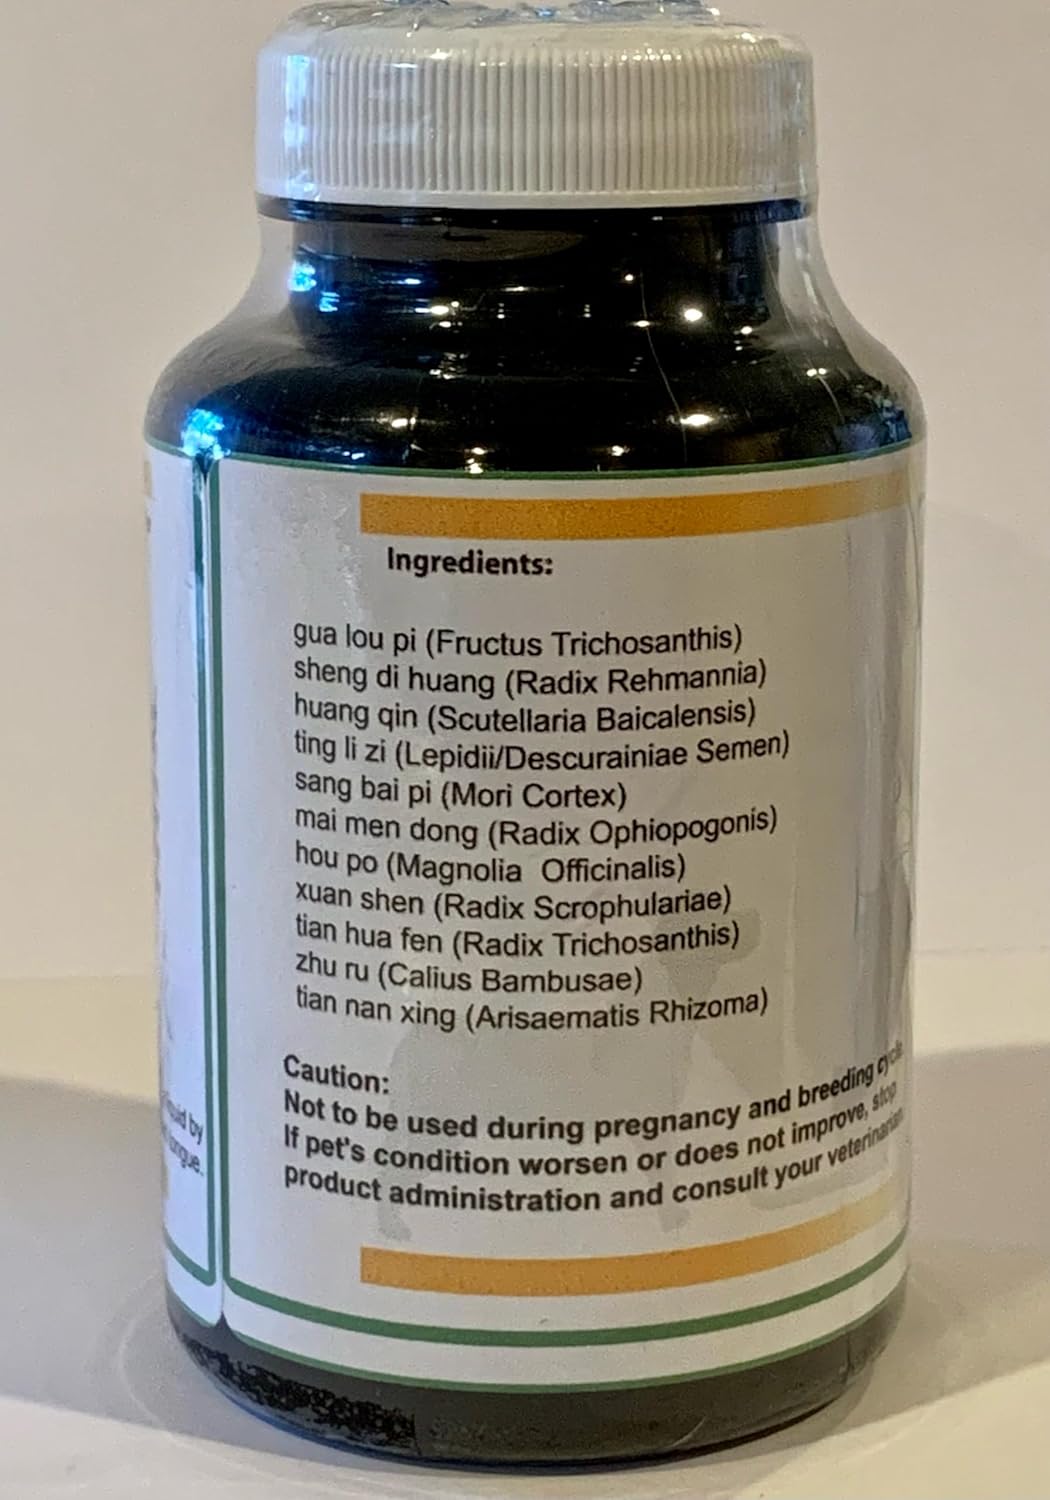 Ingredients:
gua lou pi (Fructus Trichosanthis)
sheng di huang (Radix Rehmannia)
huang qin (Scutellaria Baicalensis)
ting li zi (Lepidii/Descurainiae Semen)
sang bai pi (Mori Cortex)
mai men dong (Radix Ophiopogonis)
hou po (Magnolia Officinalis)
xuan shen (Radix Scrophulariae)
tian hua fen (Radix Trichosanthis)
zhu ru (Calius Bambusae)
tian nan xing (Arisaematis Rhizoma)
Caution:
Not to be used during pregnancy and breeding cycle
If pet's condition worsen or does not improve, stop
product administration and consult your veterinarian
by